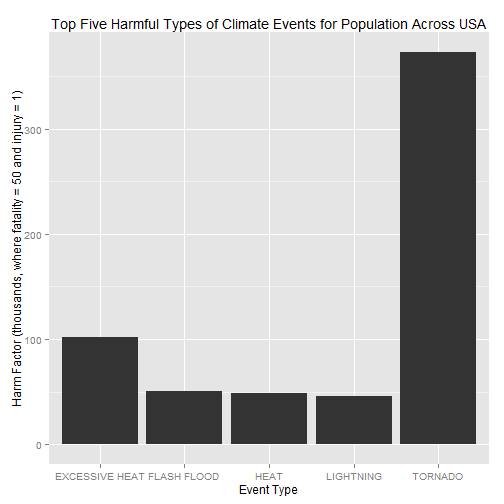 Top Five Harmful Types of Climate Events for Population Across USA
Harm Factor (thousands, where fatality = 50 and injury = 1)
300
200
100
0
EXCESSIVE HEAT FLASH FLOOD HEAT LIGHTNING TORNADO
Event Type